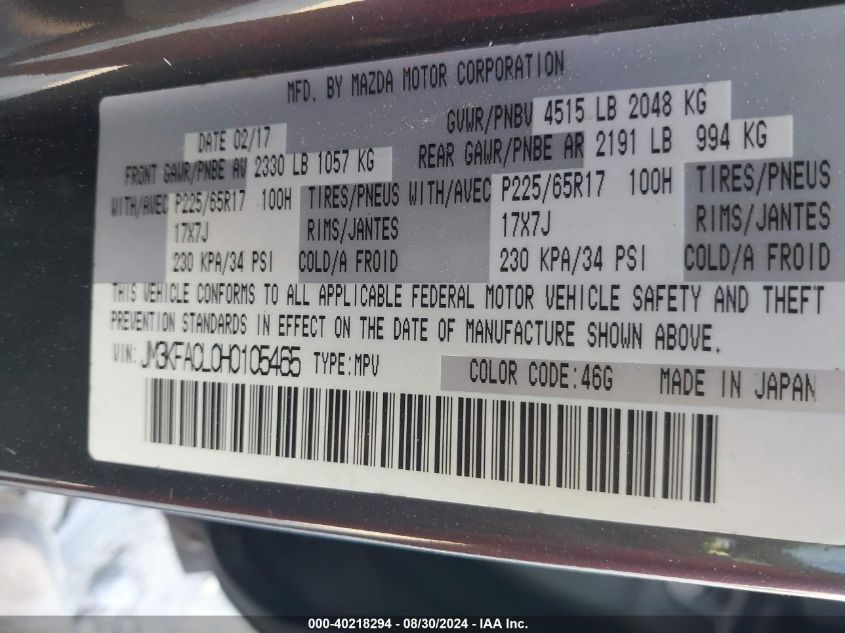 MFD. BY MAZDA MOTOR CORPORATION
DATE 02/17 GVWR/PNBV 4515 LB 2048 KG
FRONT GAWR/PNBE AV 2330 LB 1057 KG REAR GAWR/PNBE AR 2191 LB 994 KG
WITH/AVEC P225/65R17 100H TIRES/PNEUS WITH/AVEC P225/65R17 100H TIRES/PNEUS
17X7J RIMS/JANTES 17X7J RIMS/JANTES
230 KPA/34 PSI COLD/A FROID 230 KPA/34 PSI COLD/A FROID
THIS VEHICLE CONFORMS TO ALL APPLICABLE FEDERAL MOTOR VEHICLE SAFETY AND THEFT
PREVENTION STANDARDS IN EFFECT ON THE DATE OF MANUFACTURE SHOWN ABOVE.
VIN: JM3KFACL0H0105465 TYPE:MPV COLOR CODE:46G MADE IN JAPAN
000-40218294 - 08/30/2024 - IAA Inc.